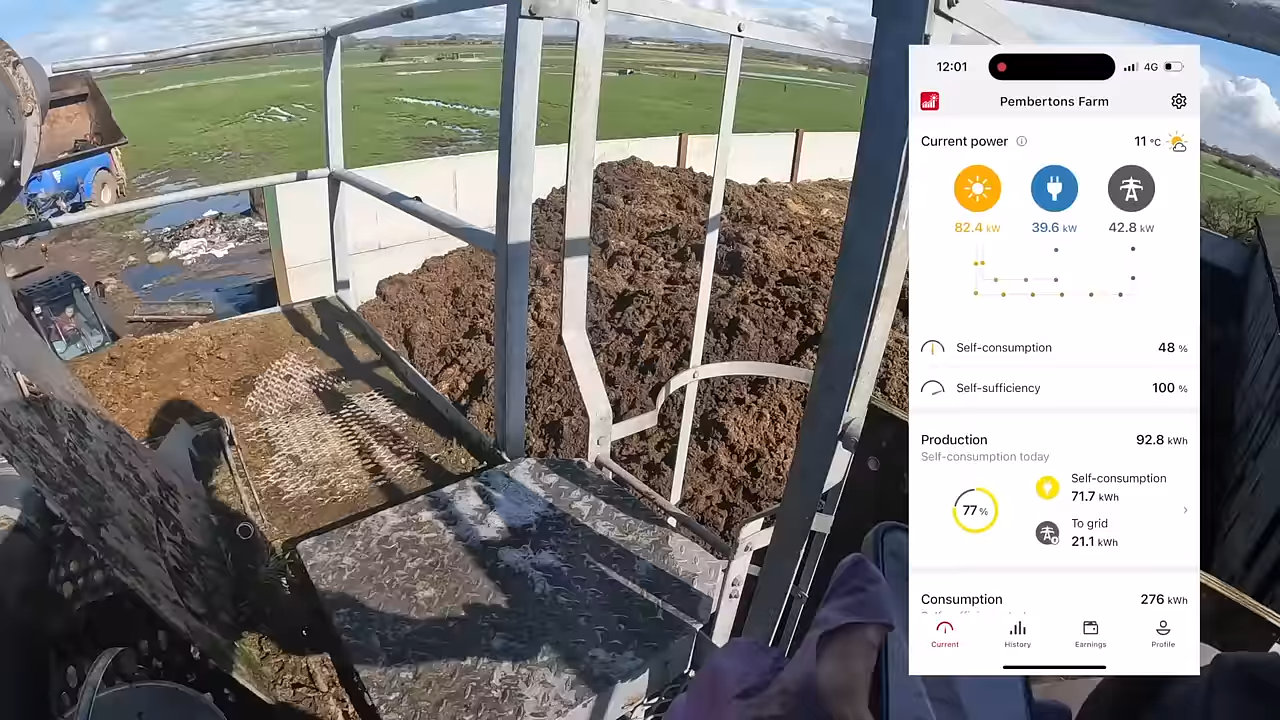 12:01
4G
Pembertons Farm
Current power
11 °C
82.4 kW
39.6 kW
42.8 kW
Self-consumption
48 %
Self-sufficiency
100 %
Production
92.8 kWh
Self-consumption today
77 %
Self-consumption
71.7 kWh
To grid
21.1 kWh
Consumption
276 kWh
Current
History
Earnings
Profile